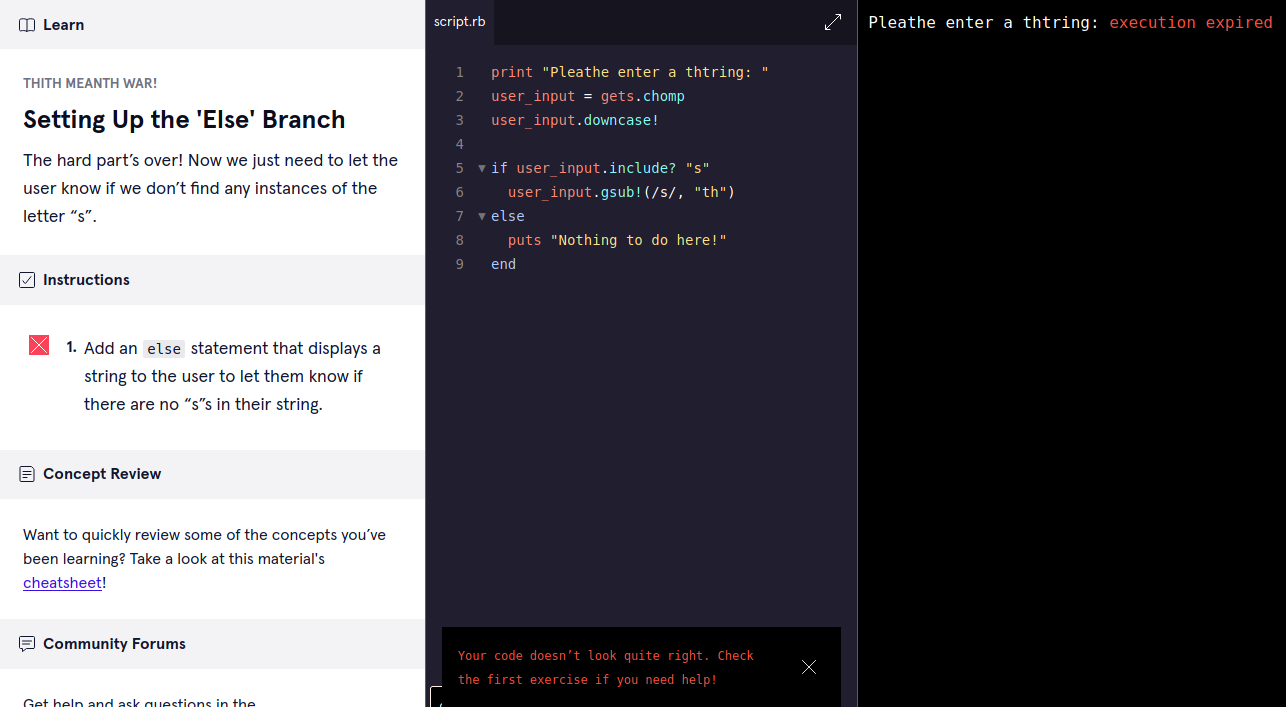 Learn
THITH MEANTH WAR!
Setting Up the 'Else' Branch
The hard part’s over! Now we just need to let the
user know if we don’t find any instances of the
letter “s”.
Instructions
1. Add an else statement that displays a
string to the user to let them know if
there are no “s”s in their string.
Concept Review
Want to quickly review some of the concepts you’ve
been learning? Take a look at this material's
cheatsheet!
Community Forums
Get help and ask questions in the
script.rb
1 print "Pleathe enter a thtring: "
2 user_input = gets.chomp
3 user_input.downcase!
4
5 if user_input.include? "s"
6 user_input.gsub!(/s/, "th")
7 else
8 puts "Nothing to do here!"
9 end
Your code doesn’t look quite right. Check
the first exercise if you need help!
Pleathe enter a thtring: execution expired